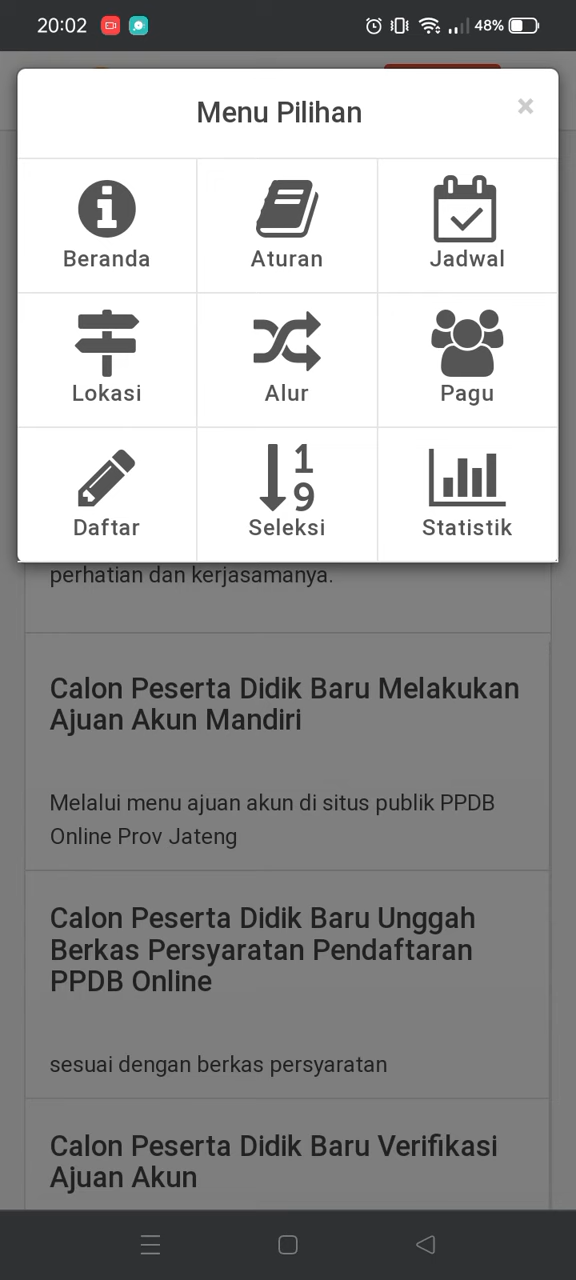 20:02
48%
Menu Pilihan
×
Beranda
Aturan
Jadwal
Lokasi
Alur
Pagu
Daftar
1
9
Seleksi
Statistik
perhatian dan kerjasamanya.
Calon Peserta Didik Baru Melakukan
Ajuan Akun Mandiri
Melalui menu ajuan akun di situs publik PPDB
Online Prov Jateng
Calon Peserta Didik Baru Unggah
Berkas Persyaratan Pendaftaran
PPDB Online
sesuai dengan berkas persyaratan
Calon Peserta Didik Baru Verifikasi
Ajuan Akun